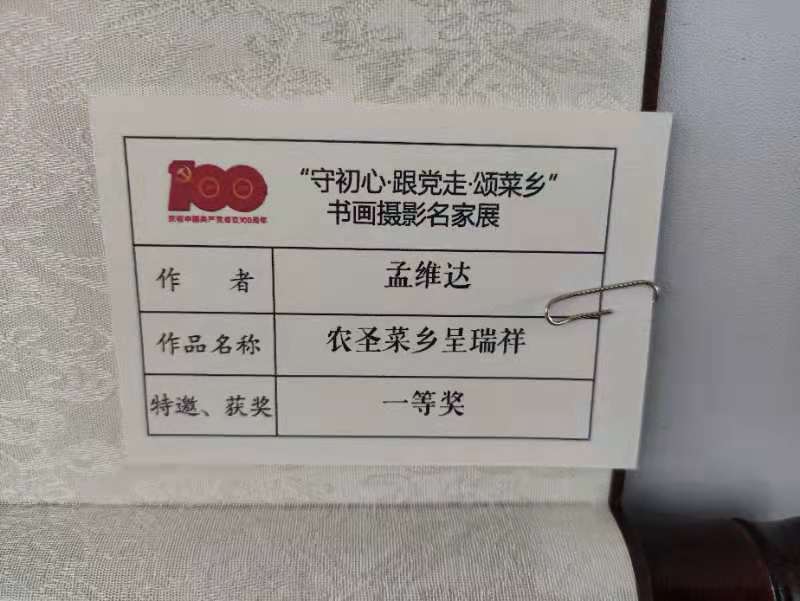 100
庆祝中国共产党成立100周年
“守初心·跟党走·颂菜乡”
书画摄影名家展
作 者 孟维达
作品名称 农圣菜乡呈瑞祥
特邀、获奖 一等奖